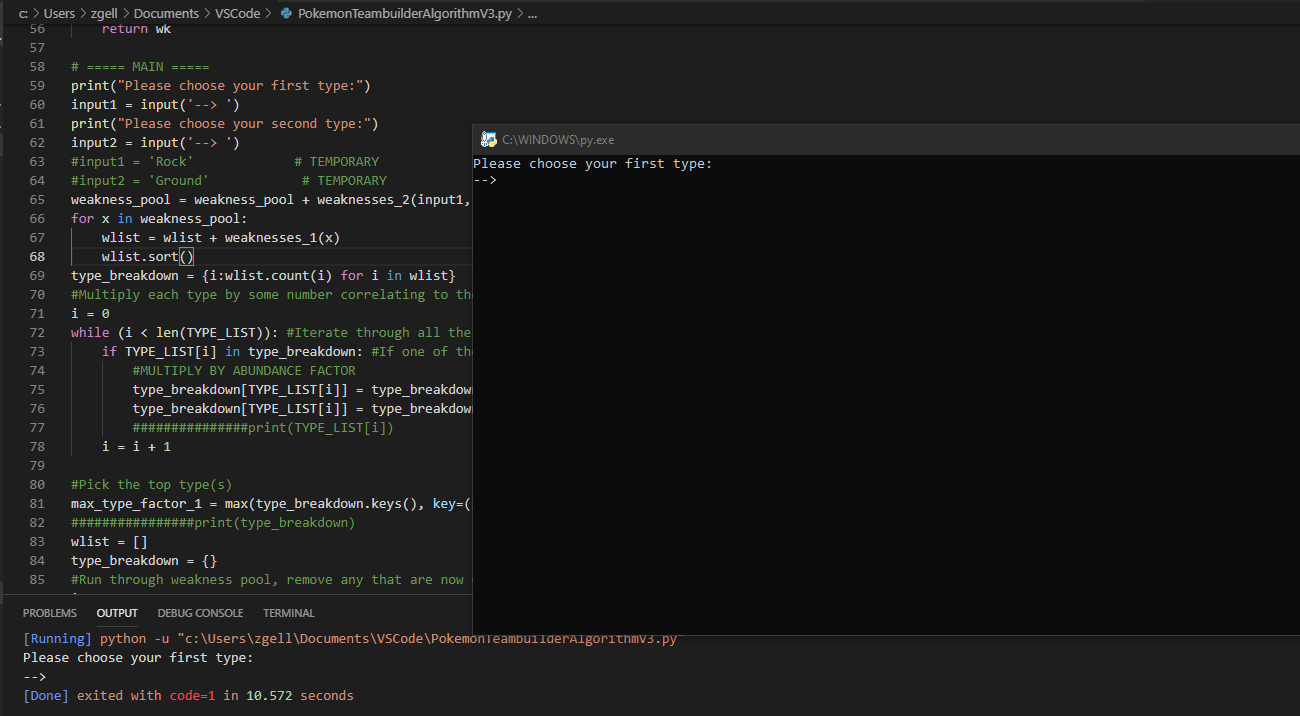 c: > Users > zgell > Documents > VSCode > PokemonTeambuilderAlgorithmV3.py > ...
56 return wk
57
58 # ===== MAIN =====
59 print("Please choose your first type:")
60 input1 = input('--> ')
61 print("Please choose your second type:")
62 input2 = input('--> ')
63 #input1 = 'Rock' # TEMPORARY
64 #input2 = 'Ground' # TEMPORARY
65 weakness_pool = weakness_pool + weaknesses_2(input1,
66 for x in weakness_pool:
67 wlist = wlist + weaknesses_1(x)
68 wlist.sort()
69 type_breakdown = {i:wlist.count(i) for i in wlist}
70 #Multiply each type by some number correlating to th
71 i = 0
72 while (i < len(TYPE_LIST)): #Iterate through all the
73 if TYPE_LIST[i] in type_breakdown: #If one of th
74 #MULTIPLY BY ABUNDANCE FACTOR
75 type_breakdown[TYPE_LIST[i]] = type_breakdow
76 type_breakdown[TYPE_LIST[i]] = type_breakdow
77 ###############print(TYPE_LIST[i])
78 i = i + 1
79
80 #Pick the top type(s)
81 max_type_factor_1 = max(type_breakdown.keys(), key=(
82 ################print(type_breakdown)
83 wlist = []
84 type_breakdown = {}
85 #Run through weakness pool, remove any that are now
C:\WINDOWS\py.exe
Please choose your first type:
-->
PROBLEMS OUTPUT DEBUG CONSOLE TERMINAL
[Running] python -u "c:\Users\zgell\Documents\VSCode\PokemonTeambuilderAlgorithmV3.py"
Please choose your first type:
-->
[Done] exited with code=1 in 10.572 seconds